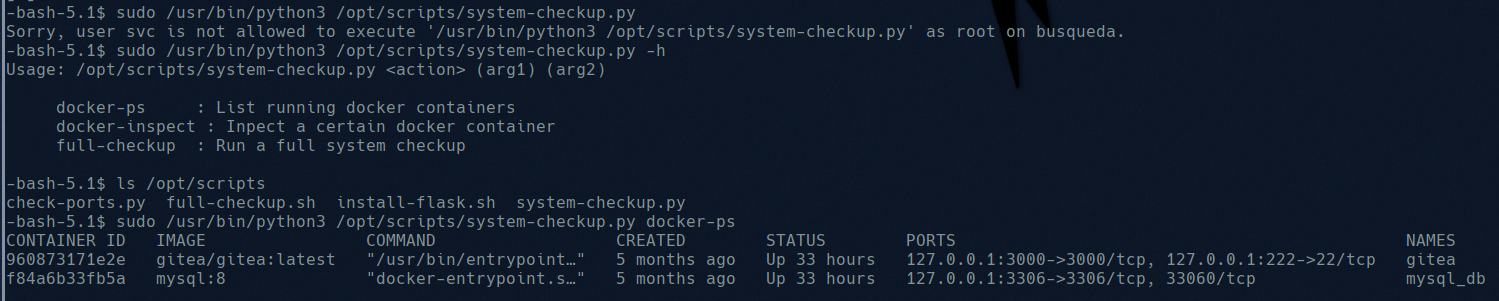 -bash-5.1$ sudo /usr/bin/python3 /opt/scripts/system-checkup.py
Sorry, user svc is not allowed to execute '/usr/bin/python3 /opt/scripts/system-checkup.py' as root on busqueda.
-bash-5.1$ sudo /usr/bin/python3 /opt/scripts/system-checkup.py -h
Usage: /opt/scripts/system-checkup.py <action> (arg1) (arg2)
     docker-ps     : List running docker containers
     docker-inspect : Inpect a certain docker container
     full-checkup  : Run a full system checkup
-bash-5.1$ ls /opt/scripts
check-ports.py  full-checkup.sh  install-flask.sh  system-checkup.py
-bash-5.1$ sudo /usr/bin/python3 /opt/scripts/system-checkup.py docker-ps
CONTAINER ID   IMAGE                COMMAND                  CREATED        STATUS        PORTS                                             NAMES
960873171e2e   gitea/gitea:latest   "/usr/bin/entrypoint…"   5 months ago   Up 33 hours   127.0.0.1:3000->3000/tcp, 127.0.0.1:222->22/tcp   gitea
f84a6b33fb5a   mysql:8              "docker-entrypoint.s…"   5 months ago   Up 33 hours   127.0.0.1:3306->3306/tcp, 33060/tcp               mysql_db